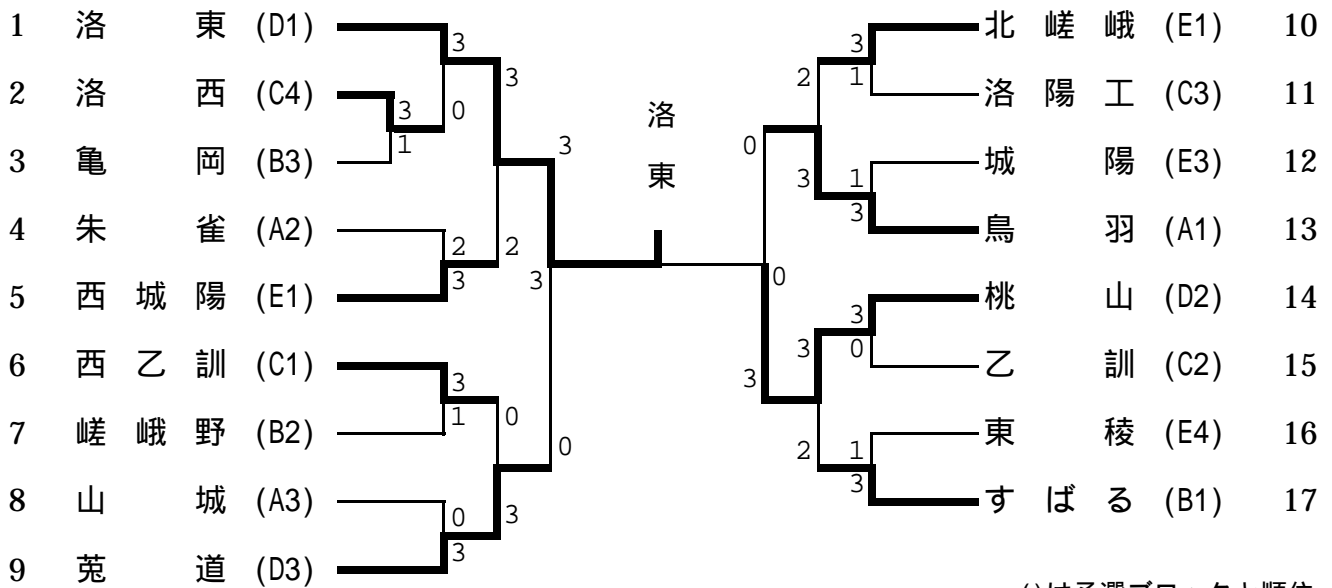 1 洛東 (D1)
2 洛西 (C4)
3 亀岡 (B3)
4 朱雀 (A2)
5 西城陽 (E1)
6 西乙訓 (C1)
7 嵯峨野 (B2)
8 山城 (A3)
9 莵道 (D3)
3
0
3
1
2
3
3
1
0
3
3
2
0
3
3
0
洛東
0
3
0
2
3
3
2
3
1
1
3
3
0
1
3
北嵯峨 (E1) 10
洛陽工 (C3) 11
城陽 (E3) 12
鳥羽 (A1) 13
桃山 (D2) 14
乙訓 (C2) 15
東稜 (E4) 16
すばる (B1) 17